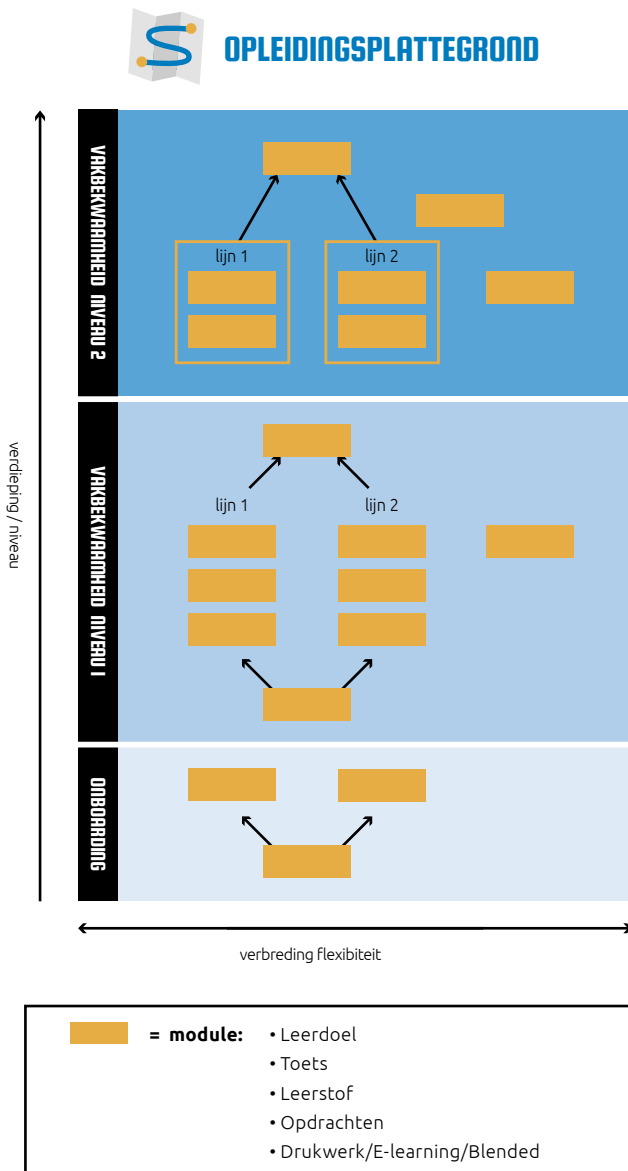 OPLEIDINGSPLATTEGROND
VAKBEKWAAMHEID NIVEAU 2
lijn 1
lijn 2
verdieping / niveau
VAKBEKWAAMHEID NIVEAU 1
lijn 1
lijn 2
ONBOARDING
verbreding flexibiteit
= module:
• Leerdoel
• Toets
• Leerstof
• Opdrachten
• Drukwerk/E-learning/Blended